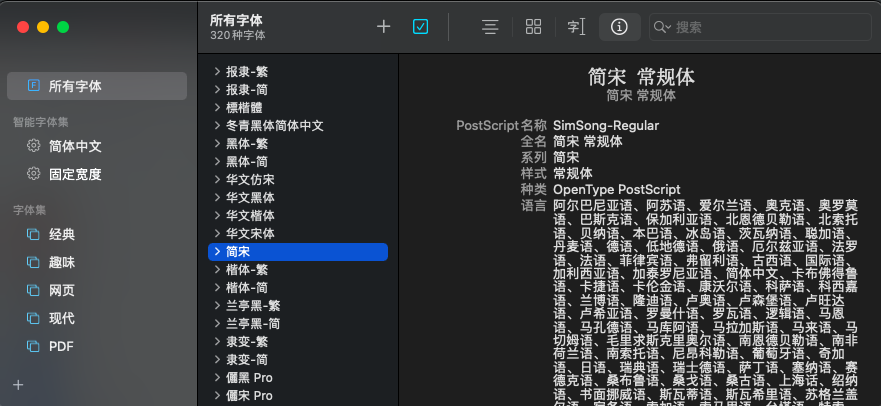 所有字体
320种字体
搜索
所有字体
智能字体集
简体中文
固定宽度
字体集
经典
趣味
网页
现代
PDF
报隶-繁
报隶-简
標楷體
冬青黑体简体中文
黑体-繁
黑体-简
华文仿宋
华文黑体
华文楷体
华文宋体
简宋
楷体-繁
楷体-简
兰亭黑-繁
兰亭黑-简
隶变-繁
隶变-简
儷黑 Pro
儷宋 Pro
简宋 常规体
简宋 常规体
PostScript 名称 SimSong-Regular
全名 简宋 常规体
系列 简宋
样式 常规体
种类 OpenType PostScript
语言 阿尔巴尼亚语、阿苏语、爱尔兰语、奥克语、奥罗莫
语、巴斯克语、保加利亚语、北恩德贝勒语、北索托
语、贝纳语、本巴语、冰岛语、茨瓦纳语、聪加语、
丹麦语、德语、低地德语、俄语、厄尔兹亚语、法罗
语、法语、菲律宾语、弗留利语、古西语、国际语、
加利西亚语、加泰罗尼亚语、简体中文、卡布佛得鲁
语、卡捷语、卡伦金语、康沃尔语、科萨语、科西嘉
语、兰博语、隆迪语、卢奥语、卢森堡语、卢旺达
语、卢希亚语、罗曼什语、罗瓦语、逻辑语、马恩
语、马孔德语、马库阿语、马拉加斯语、马来语、马
切姆语、毛里求斯克里奥尔语、南恩德贝勒语、南非
荷兰语、南索托语、尼昂科勒语、葡萄牙语、奇加
语、日语、瑞典语、瑞士德语、萨丁语、塞纳语、赛
德克语、桑布鲁语、桑戈语、桑古语、上海话、绍纳
语、书面挪威语、斯瓦蒂语、斯瓦希里语、苏格兰盖